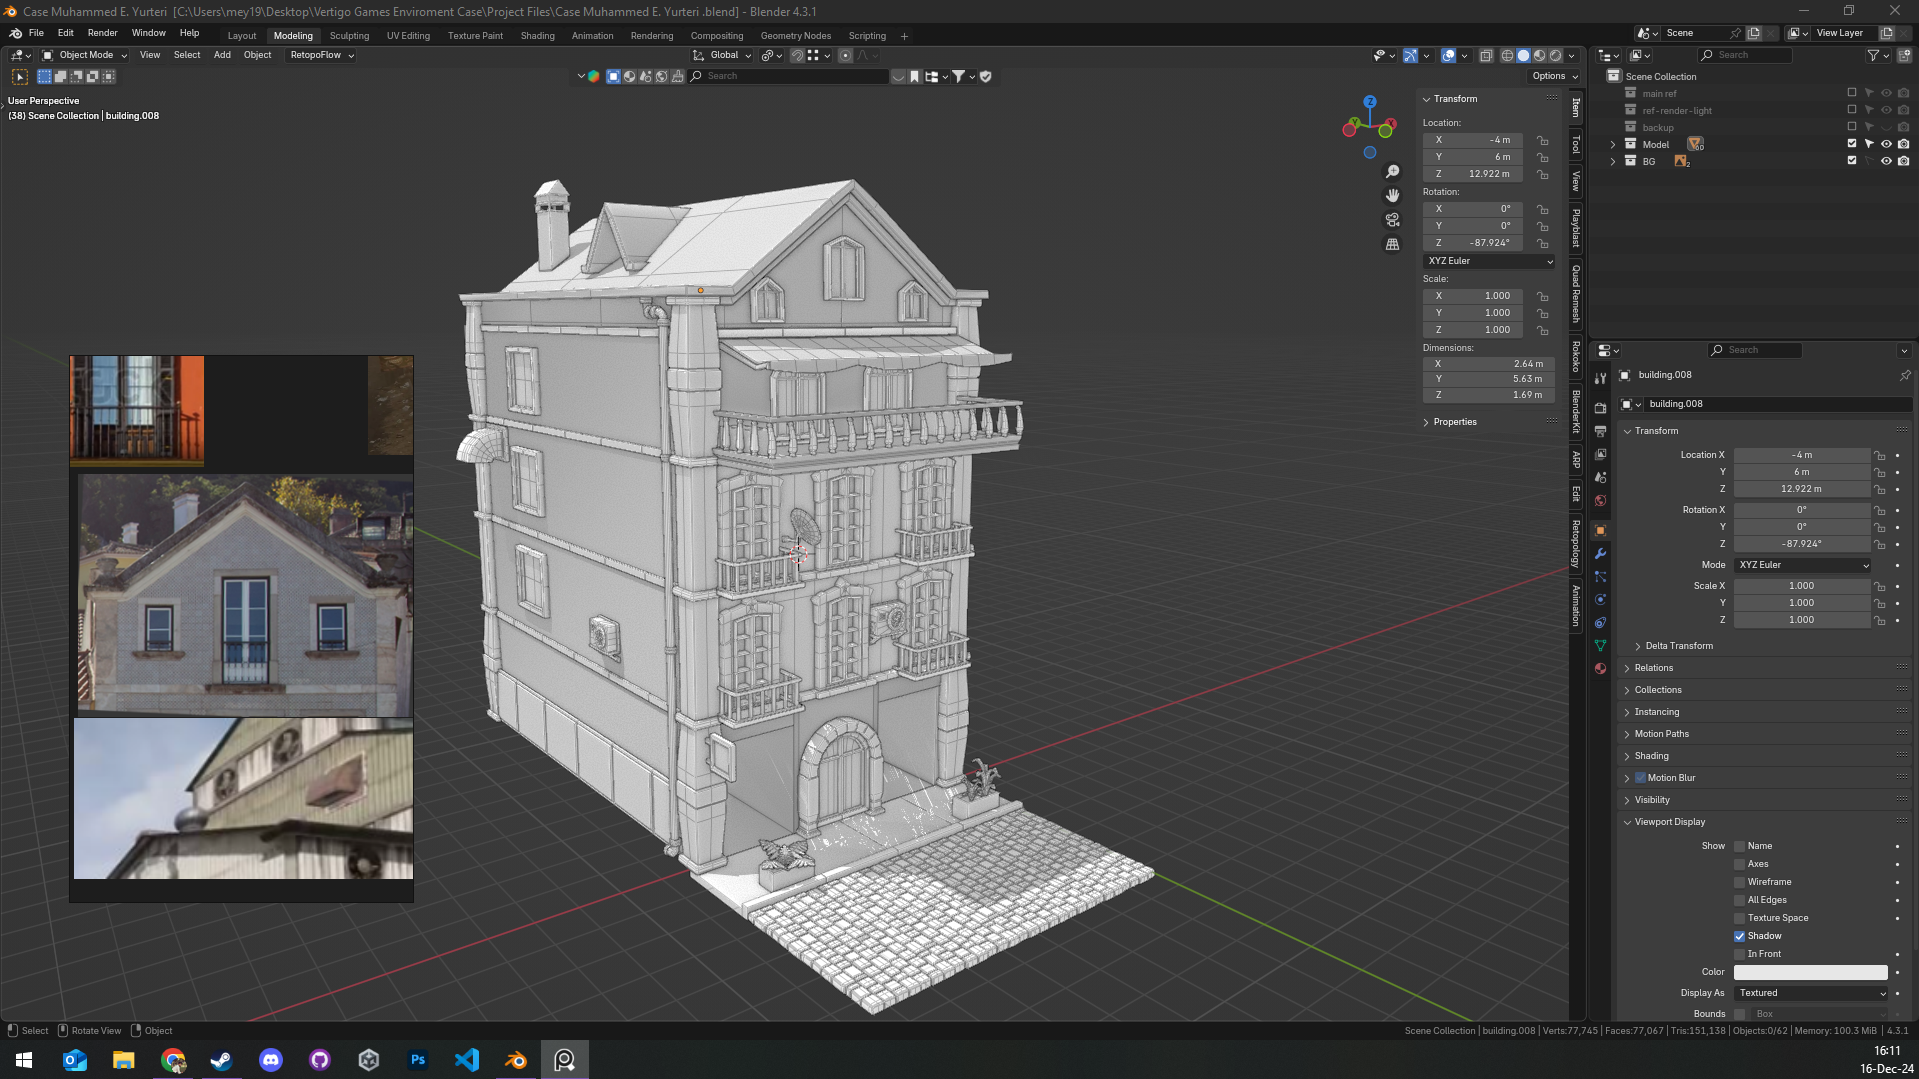 Case Muhammed E. Yurteri  [C:\Users\mey19\Desktop\Vertigo Games Enviroment Case\Project Files\Case Muhammed E. Yurteri .blend] - Blender 4.3.1
File Edit Render Window Help Layout Modeling Sculpting UV Editing Texture Paint Shading Animation Rendering Compositing Geometry Nodes Scripting + Scene View Layer
Object Mode View Select Add Object RetopoFlow Global Search
Search Options
User Perspective
(38) Scene Collection | building.008
Scene Collection
main ref
ref-render-light
backup
Model 60
BG 2
Z
Y
X
Transform
Location:
X -4 m
Y 6 m
Z 12.922 m
Rotation:
X 0°
Y 0°
Z -87.924°
XYZ Euler
Scale:
X 1.000
Y 1.000
Z 1.000
Dimensions:
X 2.64 m
Y 5.63 m
Z 1.69 m
Properties
Item
Tool
View
Playblast
Quad Remesh
Rokoko
BlenderKit
ARP
Edit
Retopology
Animation
Search
building.008
building.008
Transform
Location X -4 m
Y 6 m
Z 12.922 m
Rotation X 0°
Y 0°
Z -87.924°
Mode XYZ Euler
Scale X 1.000
Y 1.000
Z 1.000
Delta Transform
Relations
Collections
Instancing
Motion Paths
Shading
Motion Blur
Visibility
Viewport Display
Show Name
Axes
Wireframe
All Edges
Texture Space
Shadow
In Front
Color
Display As Textured
Bounds Box
Select Rotate View Object
Scene Collection | building.008 | Verts:77,745 | Faces:77,067 | Tris:151,138 | Objects:0/62 | Memory: 100.3 MiB | 4.3.1
Ps
16:11
16-Dec-24